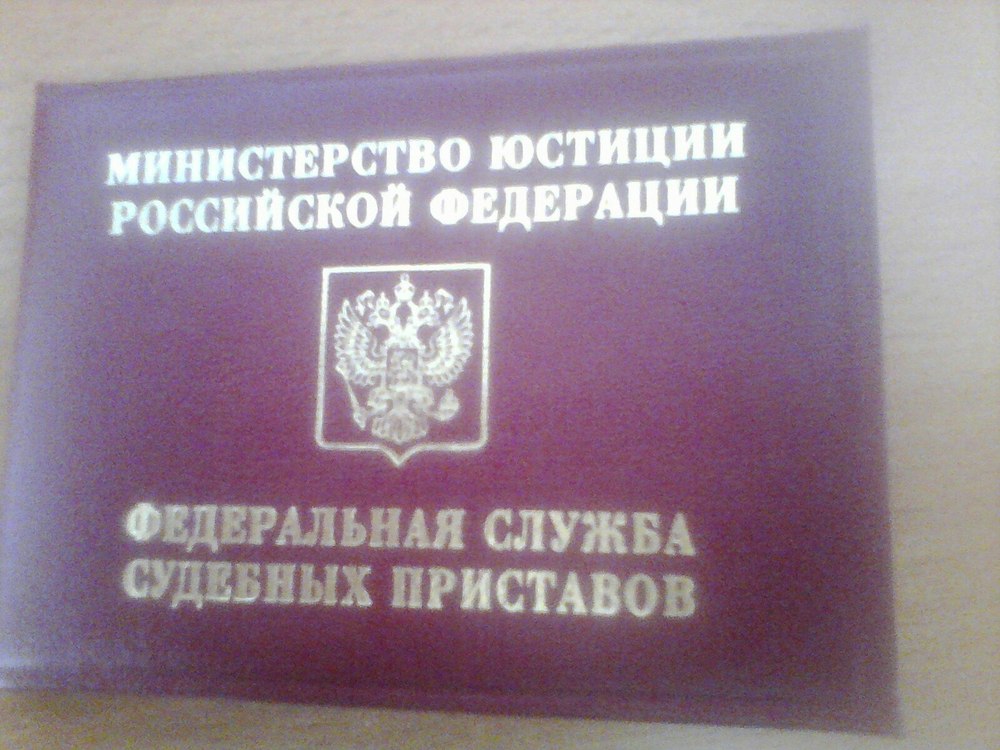 МИНИСТЕРСТВО ЮСТИЦИИ
РОССИЙСКОЙ ФЕДЕРАЦИИ
ФЕДЕРАЛЬНАЯ СЛУЖБА
СУДЕБНЫХ ПРИСТАВОВ